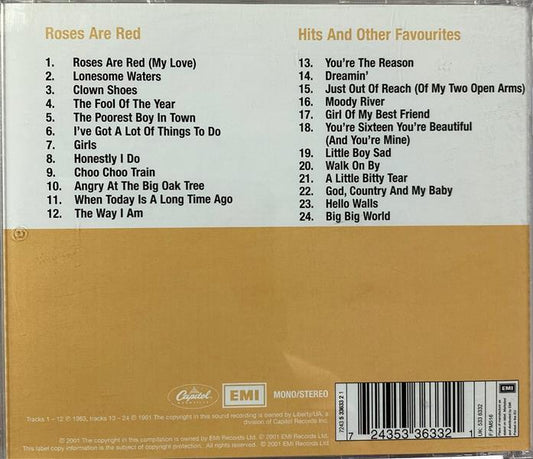 Roses Are Red
1. Roses Are Red (My Love)
2. Lonesome Waters
3. Clown Shoes
4. The Fool Of The Year
5. The Poorest Boy In Town
6. I've Got A Lot Of Things To Do
7. Girls
8. Honestly I Do
9. Choo Choo Train
10. Angry At The Big Oak Tree
11. When Today Is A Long Time Ago
12. The Way I Am
Hits And Other Favourites
13. You're The Reason
14. Dreamin'
15. Just Out Of Reach (Of My Two Open Arms)
16. Moody River
17. Girl Of My Best Friend
18. You're Sixteen You're Beautiful
(And You're Mine)
19. Little Boy Sad
20. Walk On By
21. A Little Bitty Tear
22. God, Country And My Baby
23. Hello Walls
24. Big Big World
Capitol
EMI
MONO/STEREO
Tracks 1 – 12 ℗ 1963, tracks 13 – 24 ℗ 1961 The copyright in this sound recording is owned by Liberty/UA, a
division of Capitol Records Inc.
℗ 2001 The copyright in this compilation is owned by EMI Records Ltd. © 2001 EMI Records Ltd.
This label copy information is the subject of copyright protection. All rights reserved. © 2001 EMI Records Ltd
7243 5 33633 2 1
7 24353 36332 1
UK: 533 6332
EMI